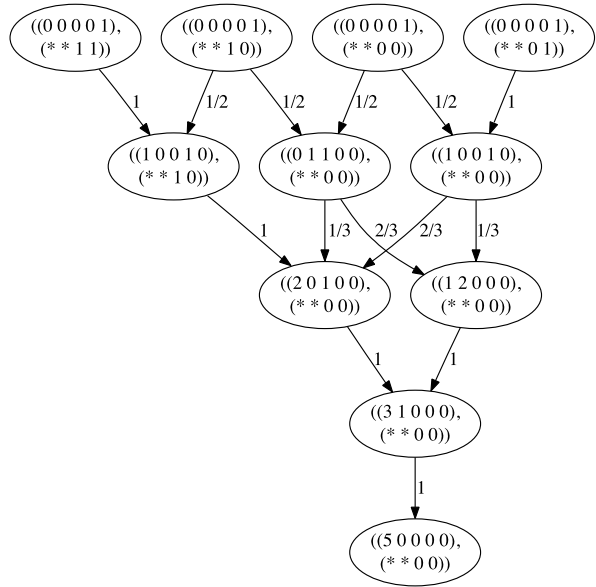 ((0 0 0 0 1),
(* * 1 1))
((0 0 0 0 1),
(* * 1 0))
((0 0 0 0 1),
(* * 0 0))
((0 0 0 0 1),
(* * 0 1))
1
1/2
1/2
1/2
1/2
1
((1 0 0 1 0),
(* * 1 0))
((0 1 1 0 0),
(* * 0 0))
((1 0 0 1 0),
(* * 0 0))
1
1/3
2/3
2/3
1/3
((2 0 1 0 0),
(* * 0 0))
((1 2 0 0 0),
(* * 0 0))
1
1
((3 1 0 0 0),
(* * 0 0))
1
((5 0 0 0 0),
(* * 0 0))